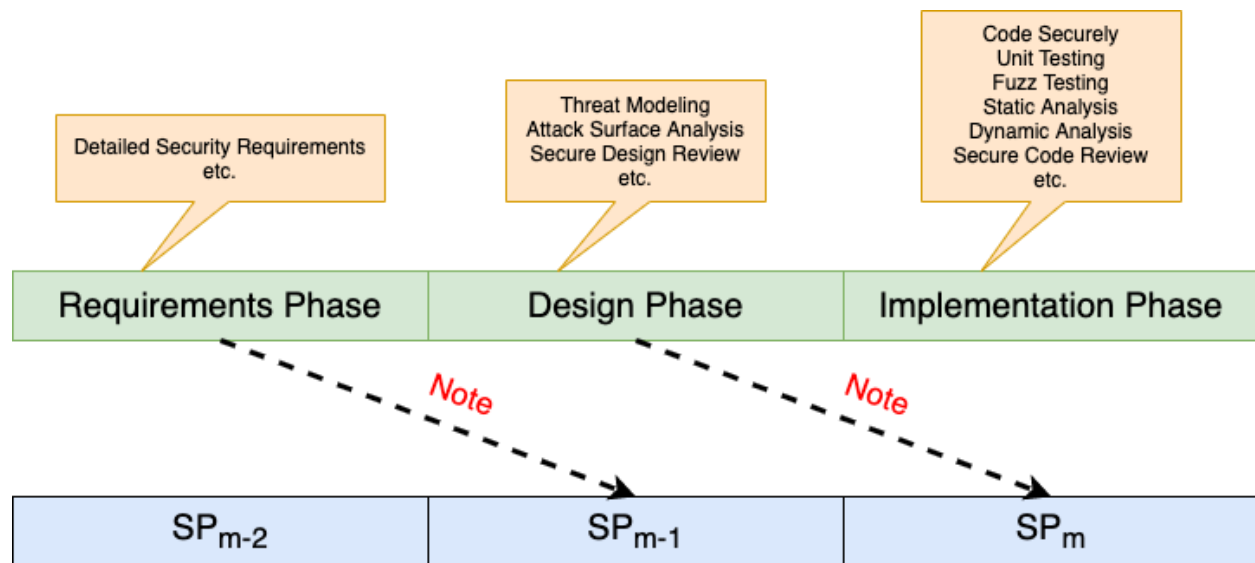 Detailed Security Requirements
etc.
Threat Modeling
Attack Surface Analysis
Secure Design Review
etc.
Code Securely
Unit Testing
Fuzz Testing
Static Analysis
Dynamic Analysis
Secure Code Review
etc.
Requirements Phase
Design Phase
Implementation Phase
Note
Note
SPm-2
SPm-1
SPm